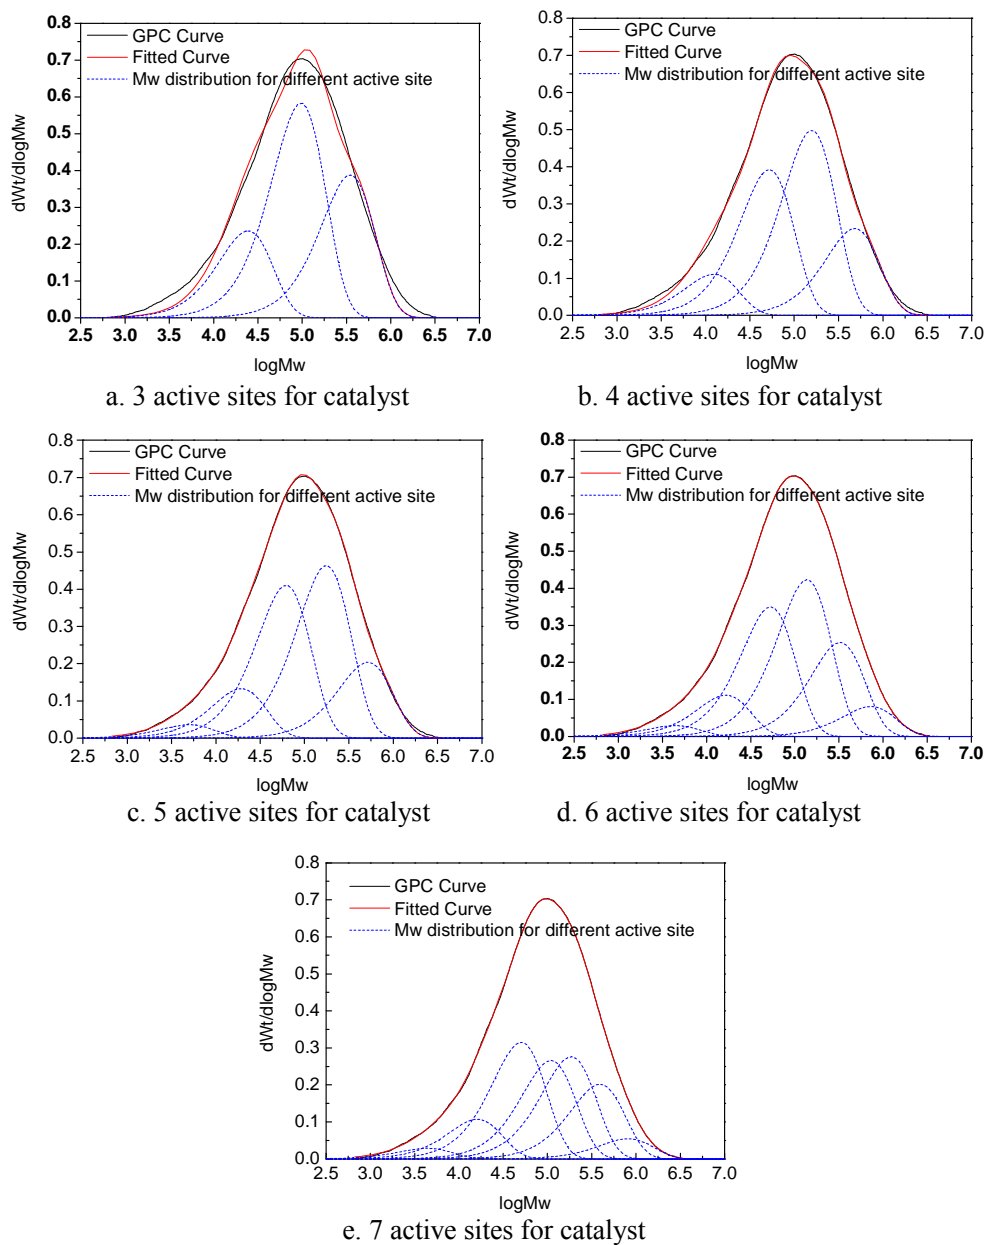 0.8
0.7
0.6
0.5
0.4
0.3
0.2
0.1
0.0
dWt/dlogMw
GPC Curve
Fitted Curve
Mw distribution for different active site
2.5 3.0 3.5 4.0 4.5 5.0 5.5 6.0 6.5 7.0
logMw
a. 3 active sites for catalyst
0.8
0.7
0.6
0.5
0.4
0.3
0.2
0.1
0.0
dWt/dlogMw
GPC Curve
Fitted Curve
Mw distribution for different active site
2.5 3.0 3.5 4.0 4.5 5.0 5.5 6.0 6.5 7.0
logMw
b. 4 active sites for catalyst
0.8
0.7
0.6
0.5
0.4
0.3
0.2
0.1
0.0
dWt/dlogMw
GPC Curve
Fitted Curve
Mw distribution for different active site
2.5 3.0 3.5 4.0 4.5 5.0 5.5 6.0 6.5 7.0
logMw
c. 5 active sites for catalyst
0.8
0.7
0.6
0.5
0.4
0.3
0.2
0.1
0.0
dWt/dlogMw
GPC Curve
Fitted Curve
Mw distribution for different active site
2.5 3.0 3.5 4.0 4.5 5.0 5.5 6.0 6.5 7.0
logMw
d. 6 active sites for catalyst
0.8
0.7
0.6
0.5
0.4
0.3
0.2
0.1
0.0
dWt/dlogMw
GPC Curve
Fitted Curve
Mw distribution for different active site
2.5 3.0 3.5 4.0 4.5 5.0 5.5 6.0 6.5 7.0
logMw
e. 7 active sites for catalyst